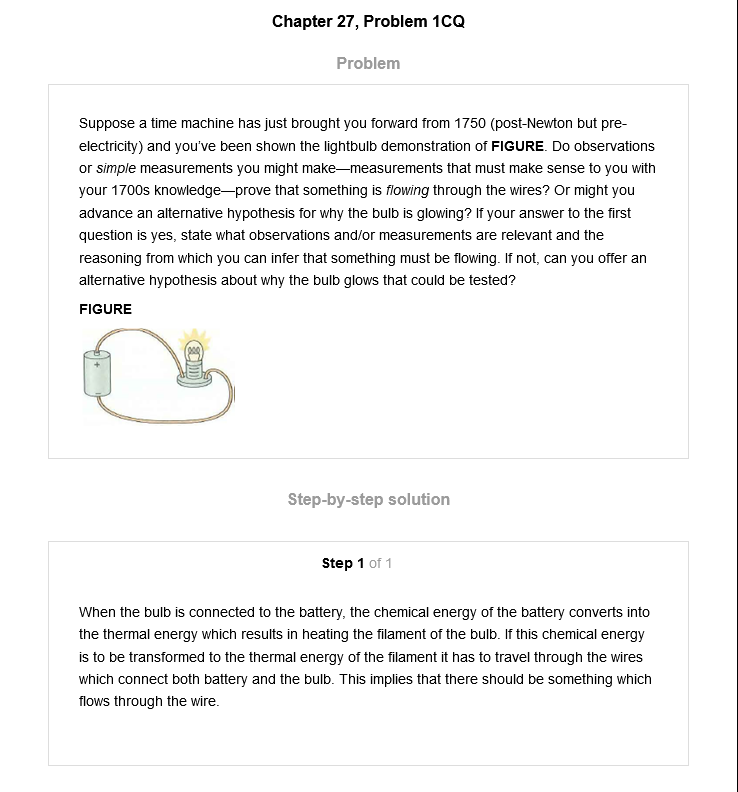 Chapter 27, Problem 1CQ
Problem
Suppose a time machine has just brought you forward from 1750 (post-Newton but pre-
electricity) and you've been shown the lightbulb demonstration of FIGURE. Do observations
or simple measurements you might make—measurements that must make sense to you with
your 1700s knowledge—prove that something is flowing through the wires? Or might you
advance an alternative hypothesis for why the bulb is glowing? If your answer to the first
question is yes, state what observations and/or measurements are relevant and the
reasoning from which you can infer that something must be flowing. If not, can you offer an
alternative hypothesis about why the bulb glows that could be tested?
FIGURE
+
−
Step-by-step solution
Step 1 of 1
When the bulb is connected to the battery, the chemical energy of the battery converts into
the thermal energy which results in heating the filament of the bulb. If this chemical energy
is to be transformed to the thermal energy of the filament it has to travel through the wires
which connect both battery and the bulb. This implies that there should be something which
flows through the wire.